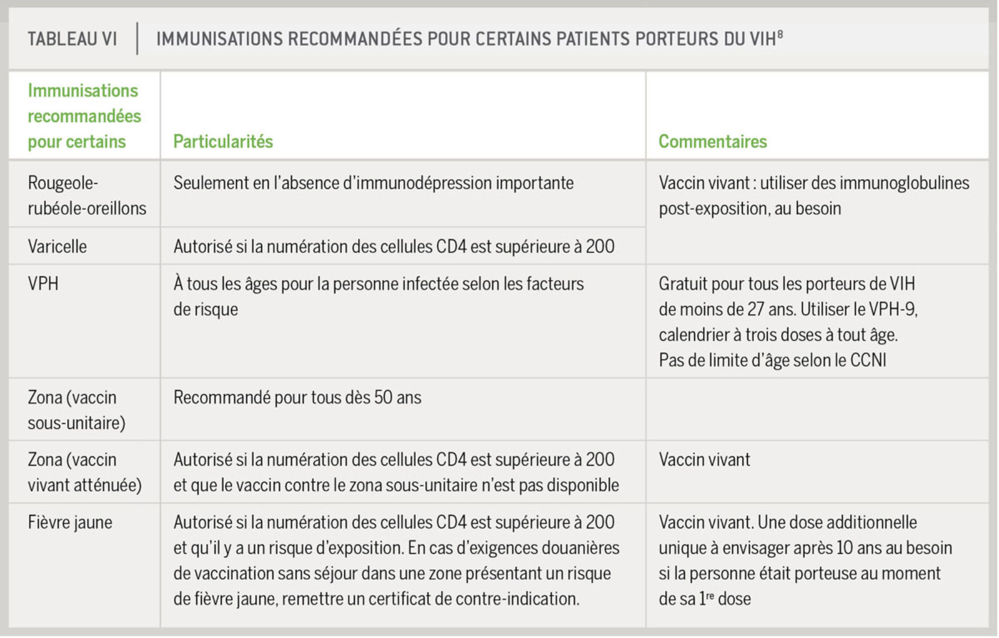 TABLEAU VI
IMMUNISATIONS RECOMMANDÉES POUR CERTAINS PATIENTS PORTEURS DU VIH⁸
Immunisations
recommandées
pour certains
Particularités
Commentaires
Rougeole-
rubéole-oreillons
Seulement en l'absence d'immunodépression importante
Vaccin vivant : utiliser des immunoglobulines
post-exposition, au besoin
Varicelle
Autorisé si la numération des cellules CD4 est supérieure à 200
VPH
À tous les âges pour la personne infectée selon les facteurs
de risque
Gratuit pour tous les porteurs de VIH
de moins de 27 ans. Utiliser le VPH-9,
calendrier à trois doses à tout âge.
Pas de limite d'âge selon le CCNI
Zona (vaccin
sous-unitaire)
Recommandé pour tous dès 50 ans
Zona (vaccin
vivant atténuée)
Autorisé si la numération des cellules CD4 est supérieure à 200
et que le vaccin contre le zona sous-unitaire n'est pas disponible
Vaccin vivant
Fièvre jaune
Autorisé si la numération des cellules CD4 est supérieure à 200
et qu'il y a un risque d'exposition. En cas d'exigences douanières
de vaccination sans séjour dans une zone présentant un risque
de fièvre jaune, remettre un certificat de contre-indication.
Vaccin vivant. Une dose additionnelle
unique à envisager après 10 ans au besoin
si la personne était porteuse au moment
de sa 1re dose